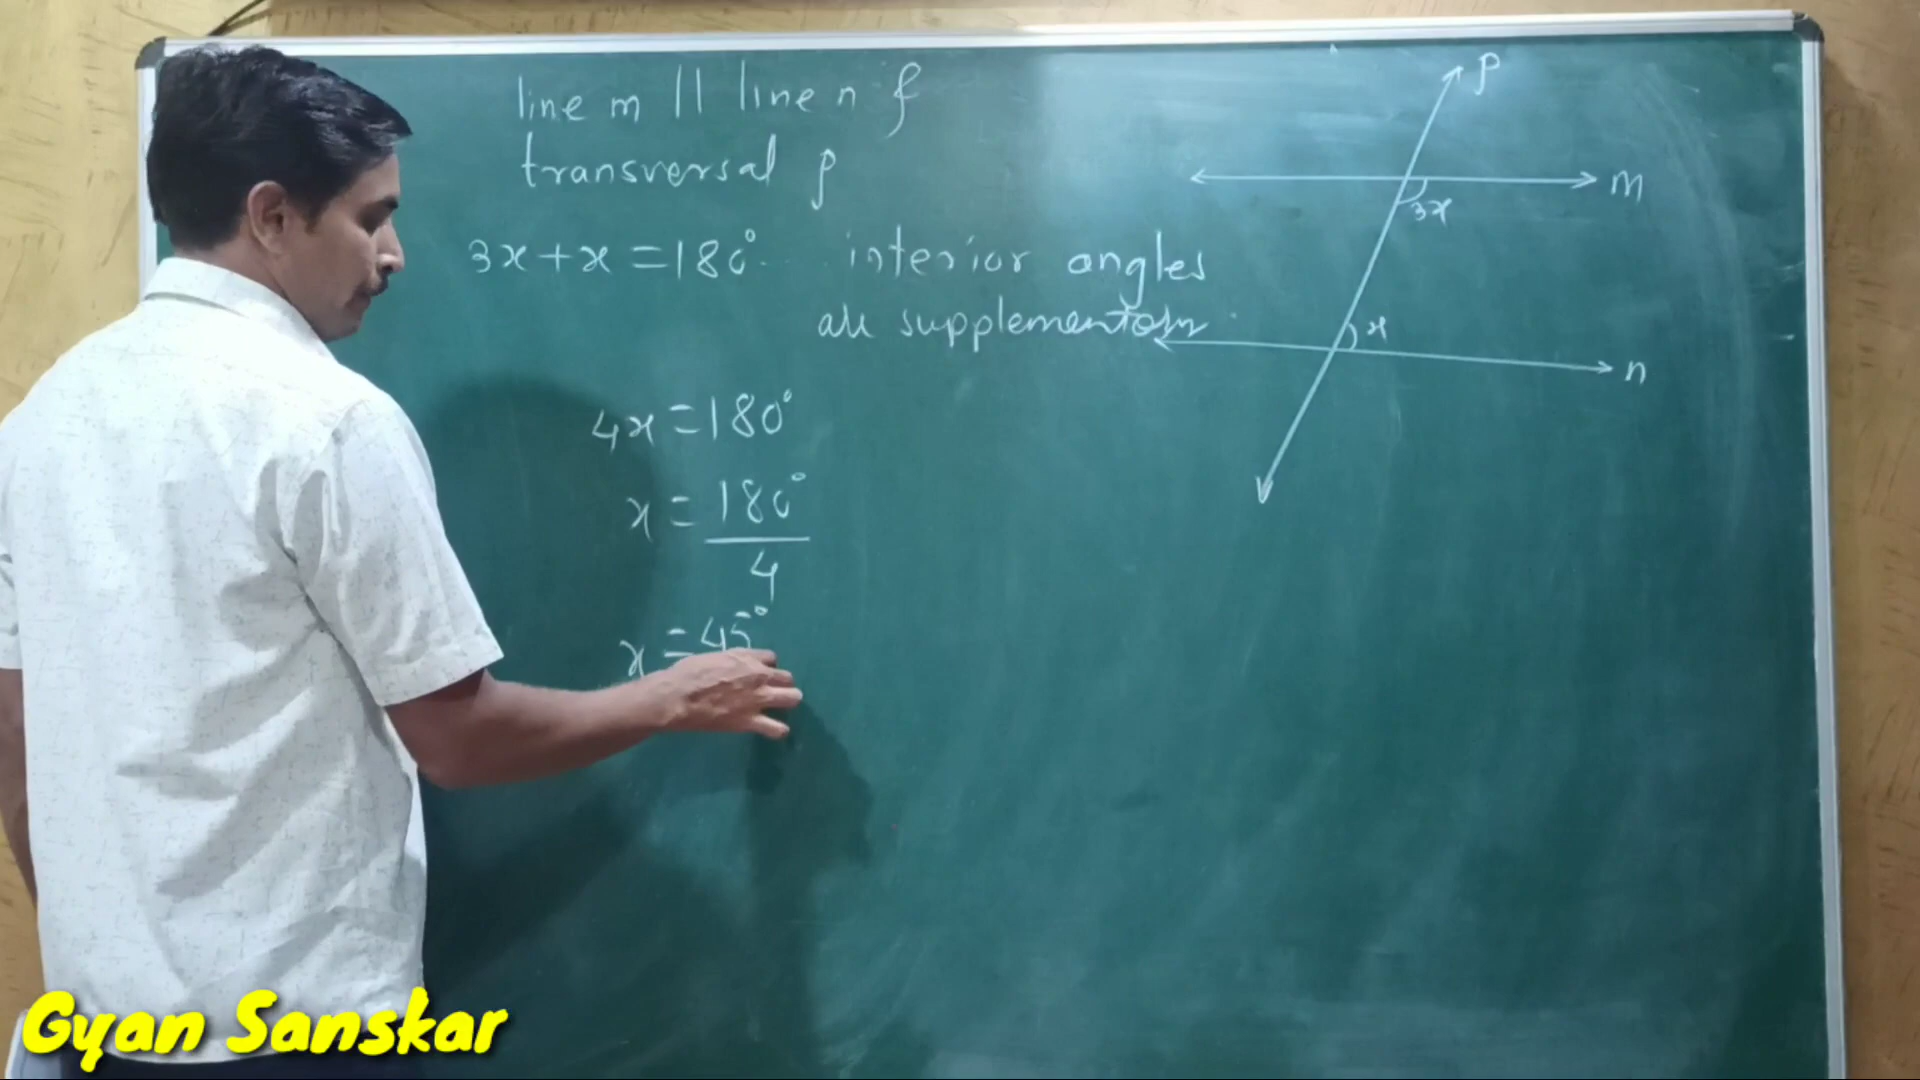 line m || line n &
transversal p
3x + x = 180° ... interior angles
are supplementary.
4x = 180°
x = 180°
4
x = 45°
p
m
3x
x
n
Gyan Sanskar